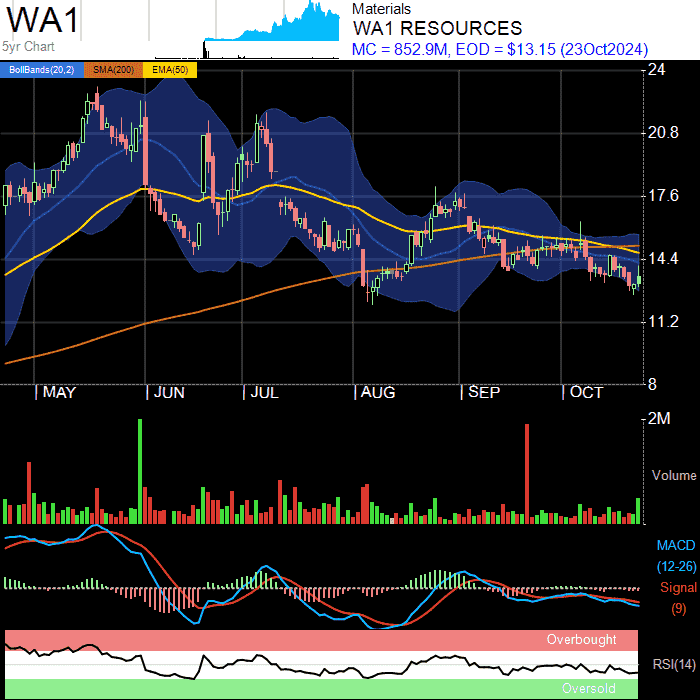 WA1
5yr Chart
Materials
WA1 RESOURCES
MC = 852.9M, EOD = $13.15 (23Oct2024)
BollBands(20,2) SMA(200) EMA(50)
24
20.8
17.6
14.4
11.2
8
MAY JUN JUL AUG SEP OCT
2M
Volume
MACD
(12-26)
Signal
(9)
Overbought
RSI(14)
Oversold